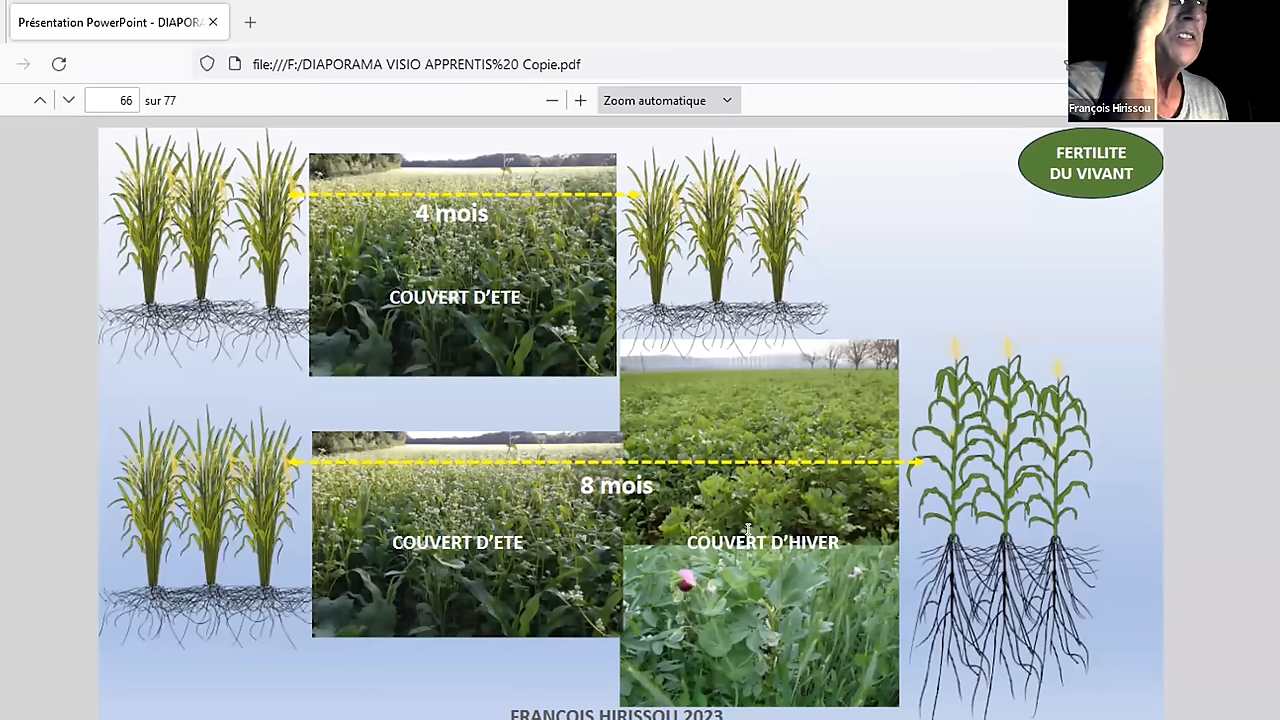 Présentation PowerPoint - DIAPORA
file:///F:/DIAPORAMA VISIO APPRENTIS%20 Copie.pdf
66 sur 77
Zoom automatique
François Hirissou
FERTILITE
DU VIVANT
4 mois
COUVERT D'ETE
8 mois
COUVERT D'ETE
COUVERT D'HIVER
FRANCOIS HIRISSOU 2023